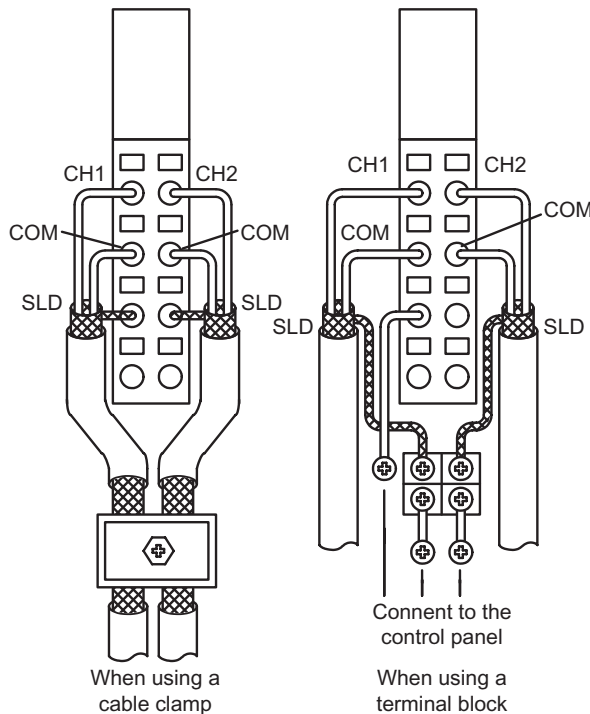 CH1
CH2
COM
COM
SLD
SLD
When using a
cable clamp
CH1
CH2
COM
COM
SLD
SLD
Connent to the
control panel
When using a
terminal block